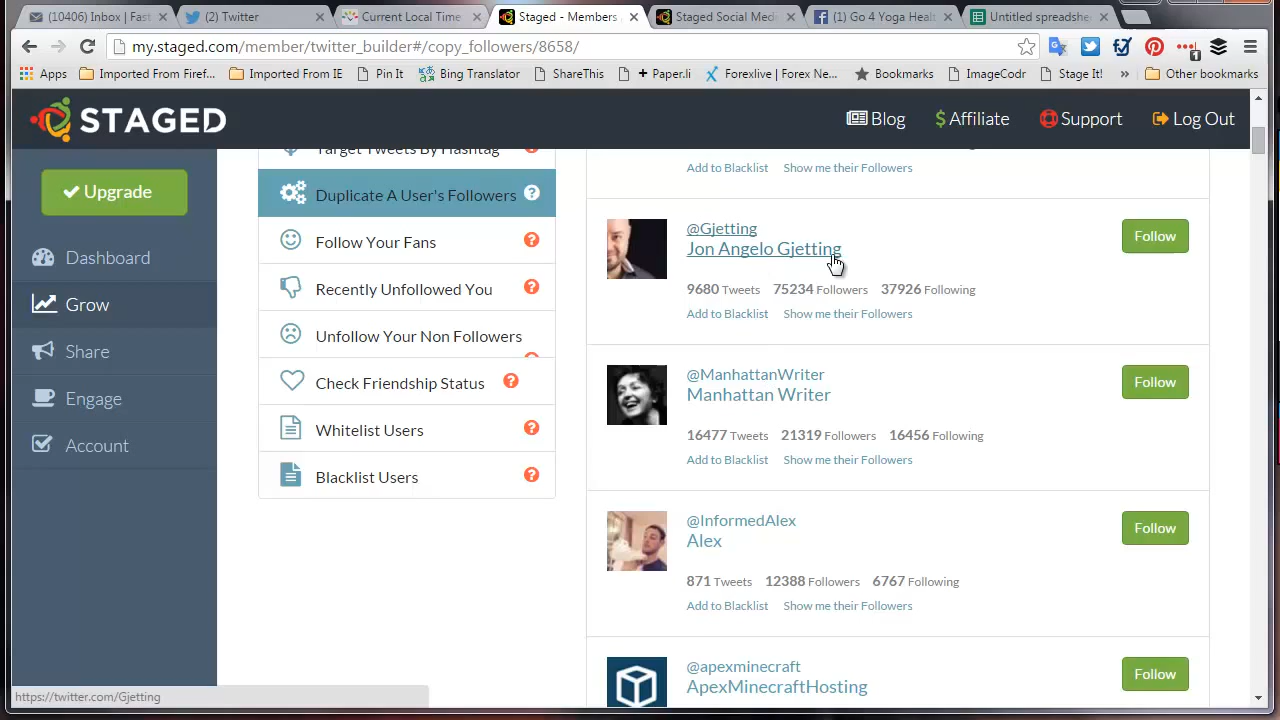 (10406) Inbox | Fast
(2) Twitter
Current Local Time
Staged - Members
Staged Social Medi
(1) Go 4 Yoga Heal
Untitled spreadshe
my.staged.com/member/twitter_builder#/copy_followers/8658/
Apps
Imported From Firef...
Imported From IE
Pin It
Bing Translator
ShareThis
+ Paper.li
Forexlive | Forex Ne...
Bookmarks
ImageCodr
Stage It!
»
Other bookmarks
STAGED
Blog
Affiliate
Support
Log Out
Upgrade
Dashboard
Grow
Share
Engage
Account
Target Tweets By Hashtag
Duplicate A User's Followers
Follow Your Fans
Recently Unfollowed You
Unfollow Your Non Followers
Check Friendship Status
Whitelist Users
Blacklist Users
Add to Blacklist Show me their Followers
@Gjetting
Jon Angelo Gjetting
9680 Tweets 75234 Followers 37926 Following
Add to Blacklist Show me their Followers
Follow
@ManhattanWriter
Manhattan Writer
16477 Tweets 21319 Followers 16456 Following
Add to Blacklist Show me their Followers
Follow
@InformedAlex
Alex
871 Tweets 12388 Followers 6767 Following
Add to Blacklist Show me their Followers
Follow
@apexminecraft
ApexMinecraftHosting
Follow
https://twitter.com/Gjetting